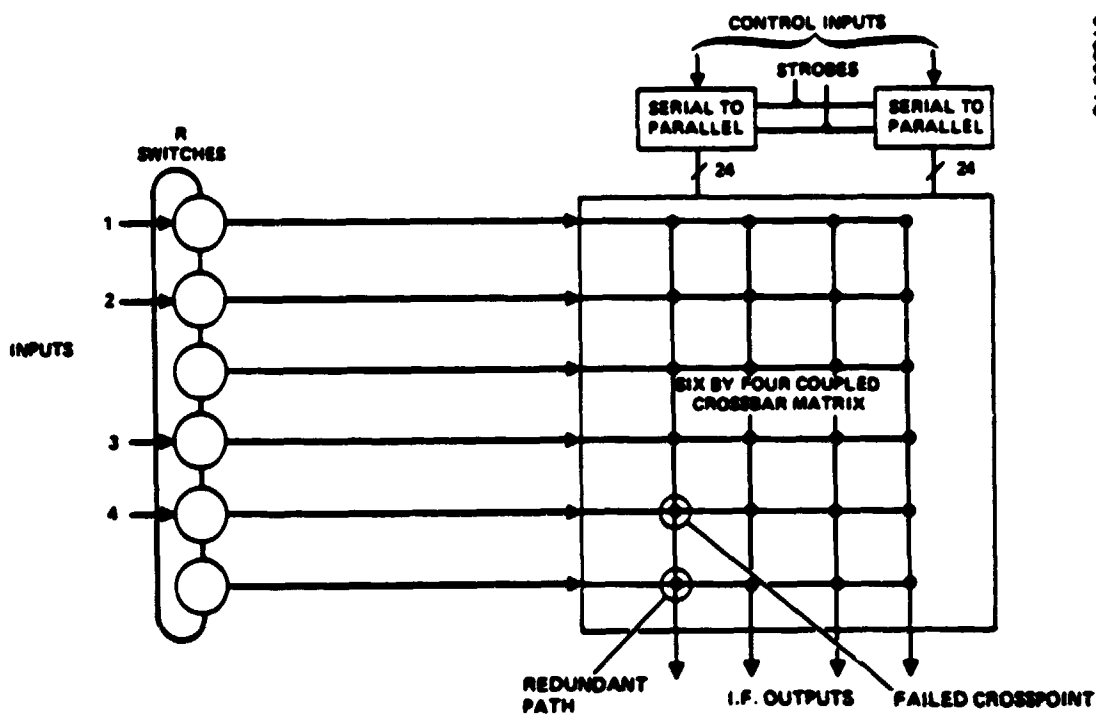 CONTROL INPUTS
STROBES
SERIAL TO
PARALLEL
SERIAL TO
PARALLEL
24
24
R
SWITCHES
1
2
INPUTS
3
4
SIX BY FOUR COUPLED
CROSSBAR MATRIX
REDUNDANT
PATH
I.F. OUTPUTS
FAILED CROSSPOINT